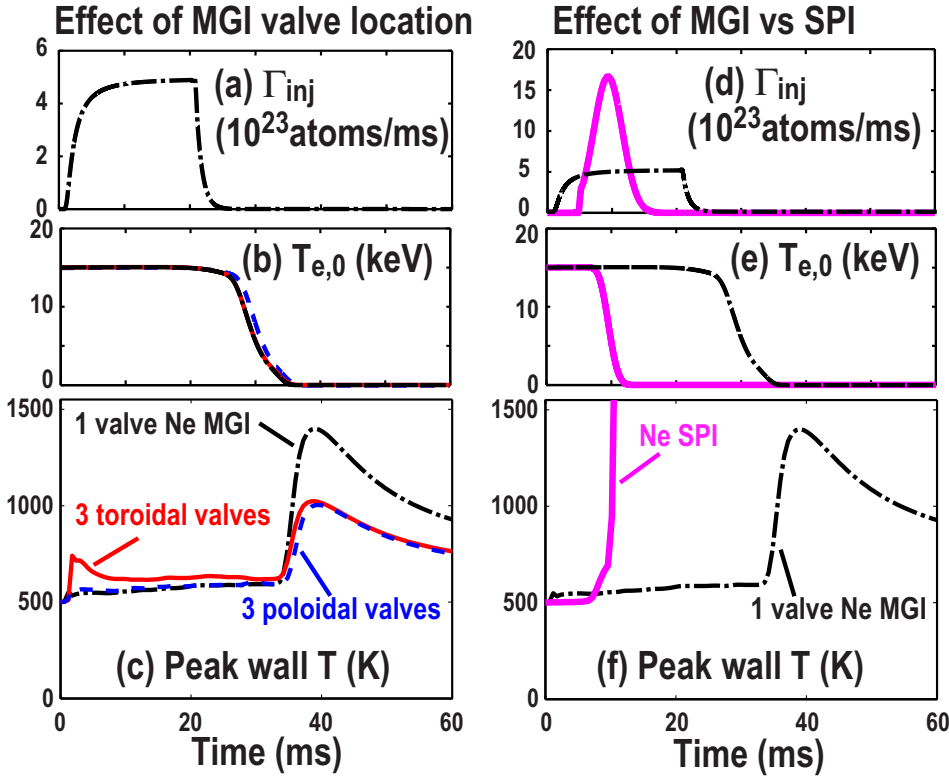 Effect of MGI valve location
6
4
2
0
(a) Γinj
(10²³atoms/ms)
20
10
0
(b) Te,0 (keV)
1500
1000
500
0
1 valve Ne MGI
3 toroidal valves
3 poloidal valves
(c) Peak wall T (K)
0 20 40 60
Time (ms)
Effect of MGI vs SPI
20
15
10
5
0
(d) Γinj
(10²³atoms/ms)
20
10
0
(e) Te,0 (keV)
1500
1000
500
0
Ne SPI
1 valve Ne MGI
(f) Peak wall T (K)
0 20 40 60
Time (ms)